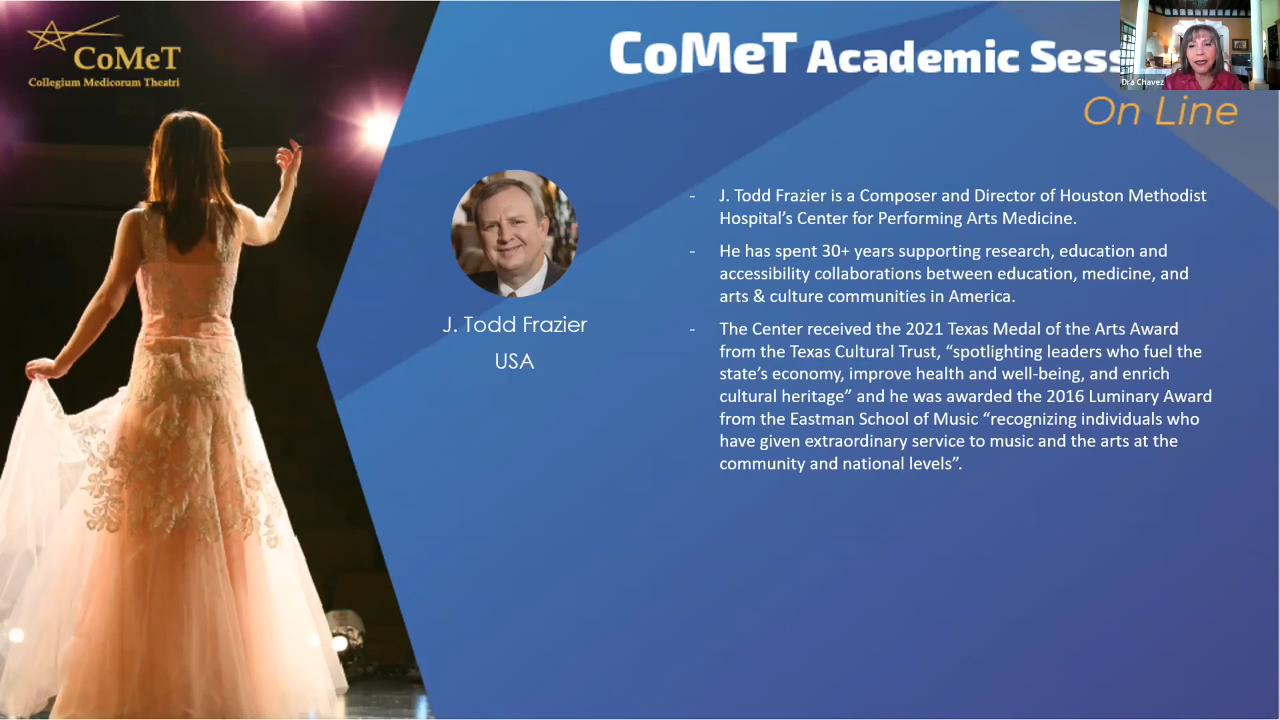 CoMeT
Collegium Medicorum Theatri
CoMeT Academic Sess
On Line
Dra Chavez
J. Todd Frazier
USA
- J. Todd Frazier is a Composer and Director of Houston Methodist
Hospital’s Center for Performing Arts Medicine.
- He has spent 30+ years supporting research, education and
accessibility collaborations between education, medicine, and
arts & culture communities in America.
- The Center received the 2021 Texas Medal of the Arts Award
from the Texas Cultural Trust, “spotlighting leaders who fuel the
state’s economy, improve health and well-being, and enrich
cultural heritage” and he was awarded the 2016 Luminary Award
from the Eastman School of Music “recognizing individuals who
have given extraordinary service to music and the arts at the
community and national levels”.